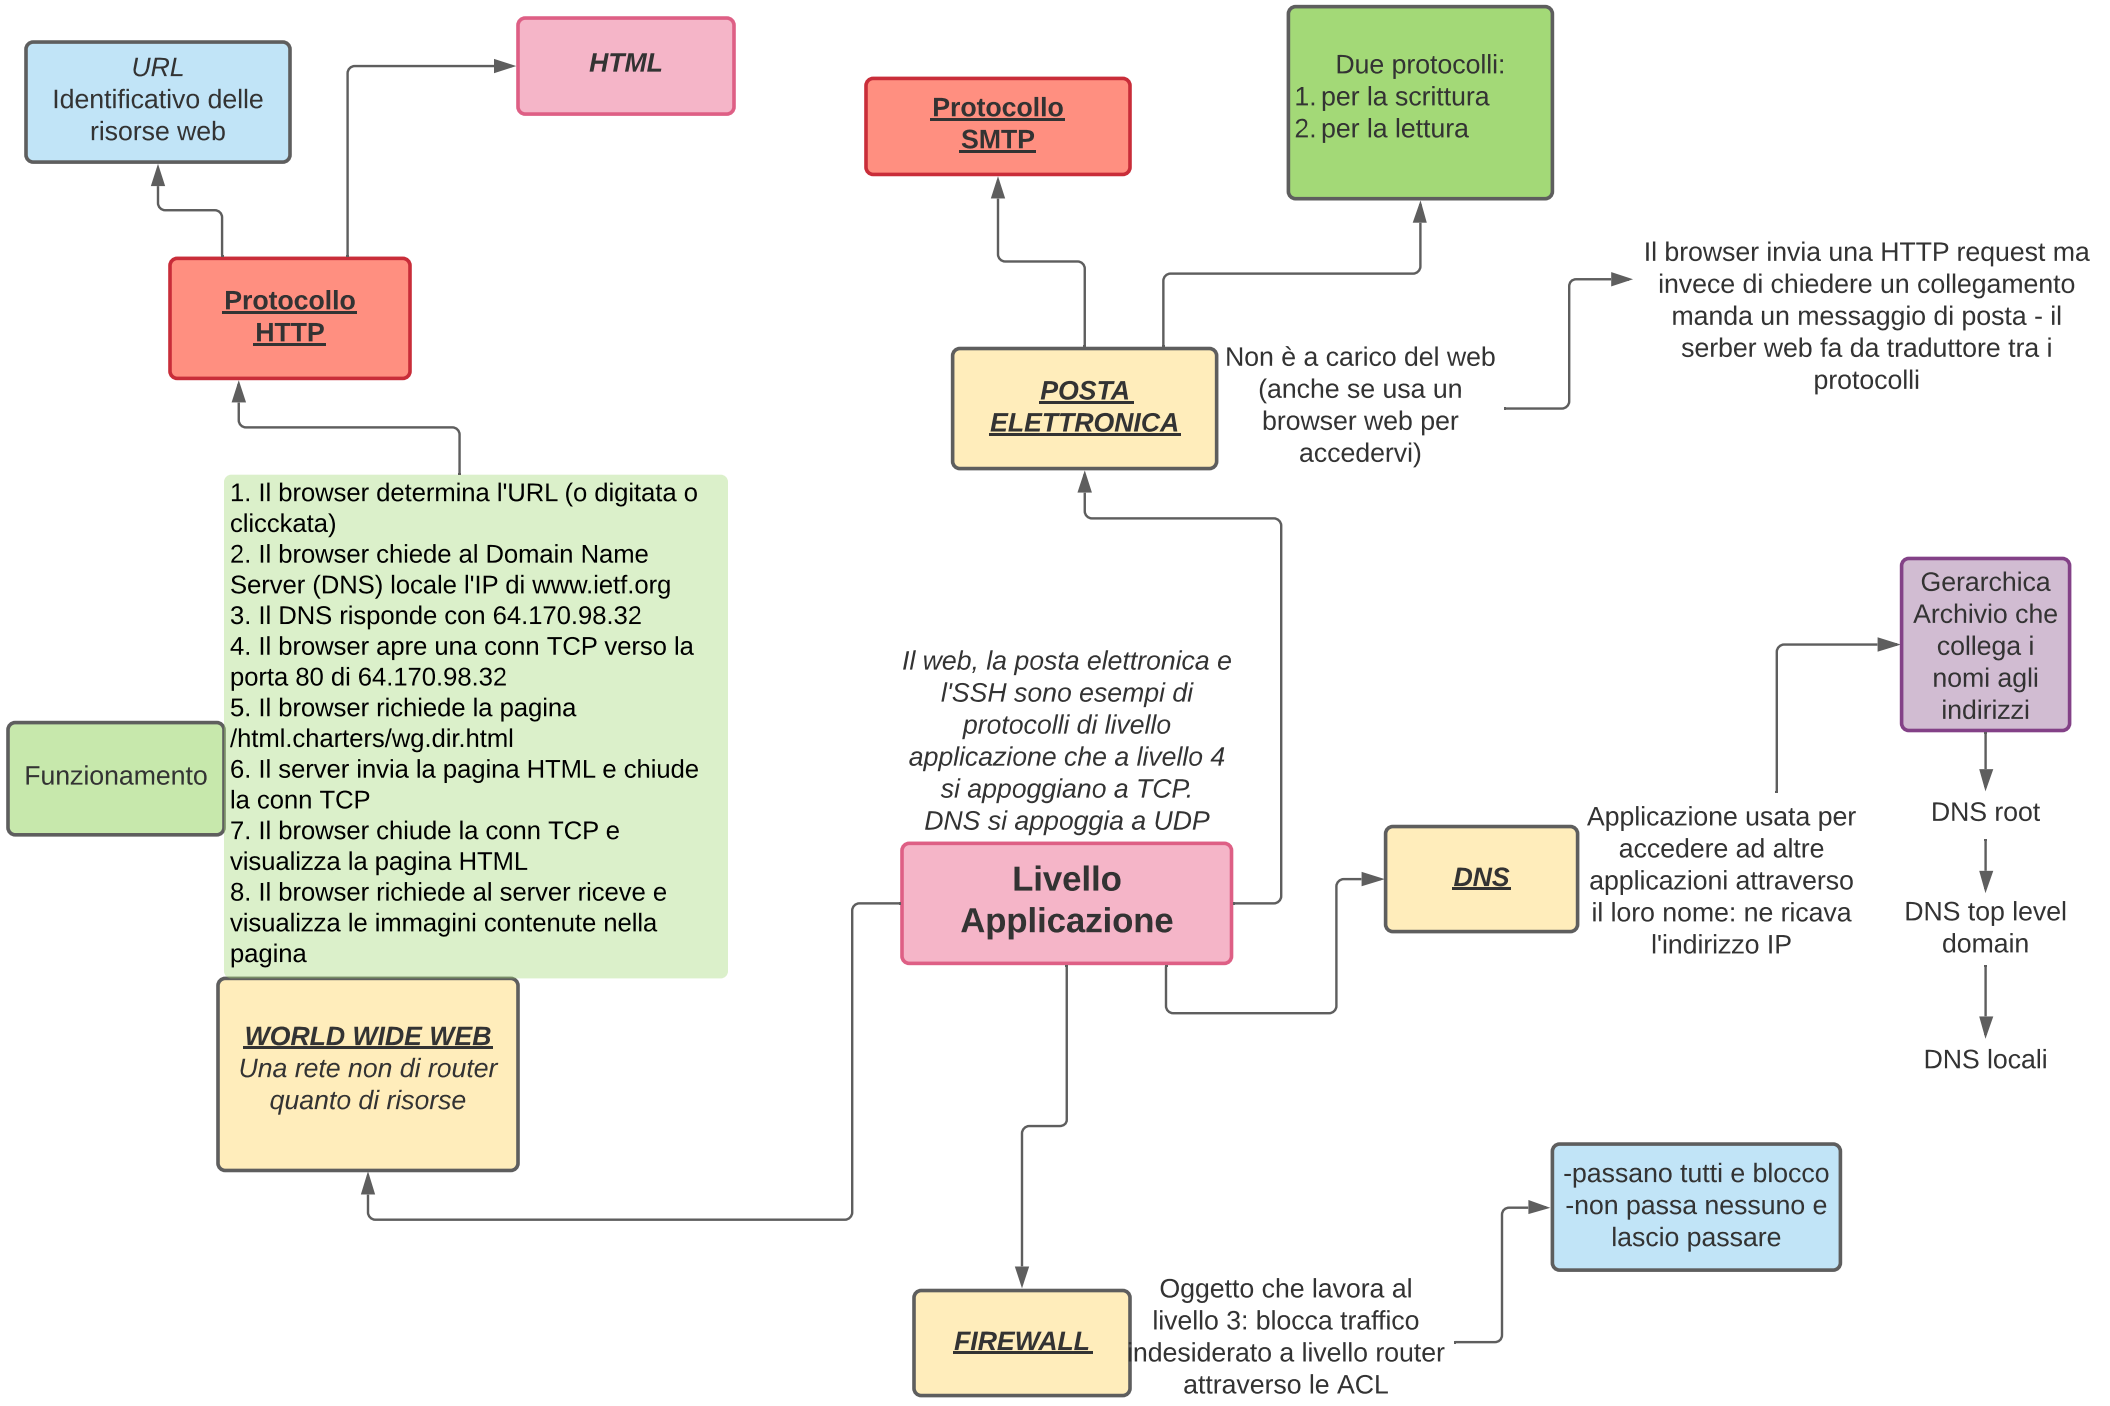 URL
Identificativo delle
risorse web
HTML
Protocollo
SMTP
Due protocolli:
1. per la scrittura
2. per la lettura
Protocollo
HTTP
Il browser invia una HTTP request ma
invece di chiedere un collegamento
manda un messaggio di posta - il
serber web fa da traduttore tra i
protocolli
POSTA
ELETTRONICA
Non è a carico del web
(anche se usa un
browser web per
accedervi)
1. Il browser determina l'URL (o digitata o
clicckata)
2. Il browser chiede al Domain Name
Server (DNS) locale l'IP di www.ietf.org
3. Il DNS risponde con 64.170.98.32
4. Il browser apre una conn TCP verso la
porta 80 di 64.170.98.32
5. Il browser richiede la pagina
/html.charters/wg.dir.html
6. Il server invia la pagina HTML e chiude
la conn TCP
7. Il browser chiude la conn TCP e
visualizza la pagina HTML
8. Il browser richiede al server riceve e
visualizza le immagini contenute nella
pagina
Funzionamento
WORLD WIDE WEB
Una rete non di router
quanto di risorse
Il web, la posta elettronica e
l'SSH sono esempi di
protocolli di livello
applicazione che a livello 4
si appoggiano a TCP.
DNS si appoggia a UDP
Livello
Applicazione
DNS
Applicazione usata per
accedere ad altre
applicazioni attraverso
il loro nome: ne ricava
l'indirizzo IP
Gerarchica
Archivio che
collega i
nomi agli
indirizzi
DNS root
DNS top level
domain
DNS locali
FIREWALL
Oggetto che lavora al
livello 3: blocca traffico
indesiderato a livello router
attraverso le ACL
-passano tutti e blocco
-non passa nessuno e
lascio passare